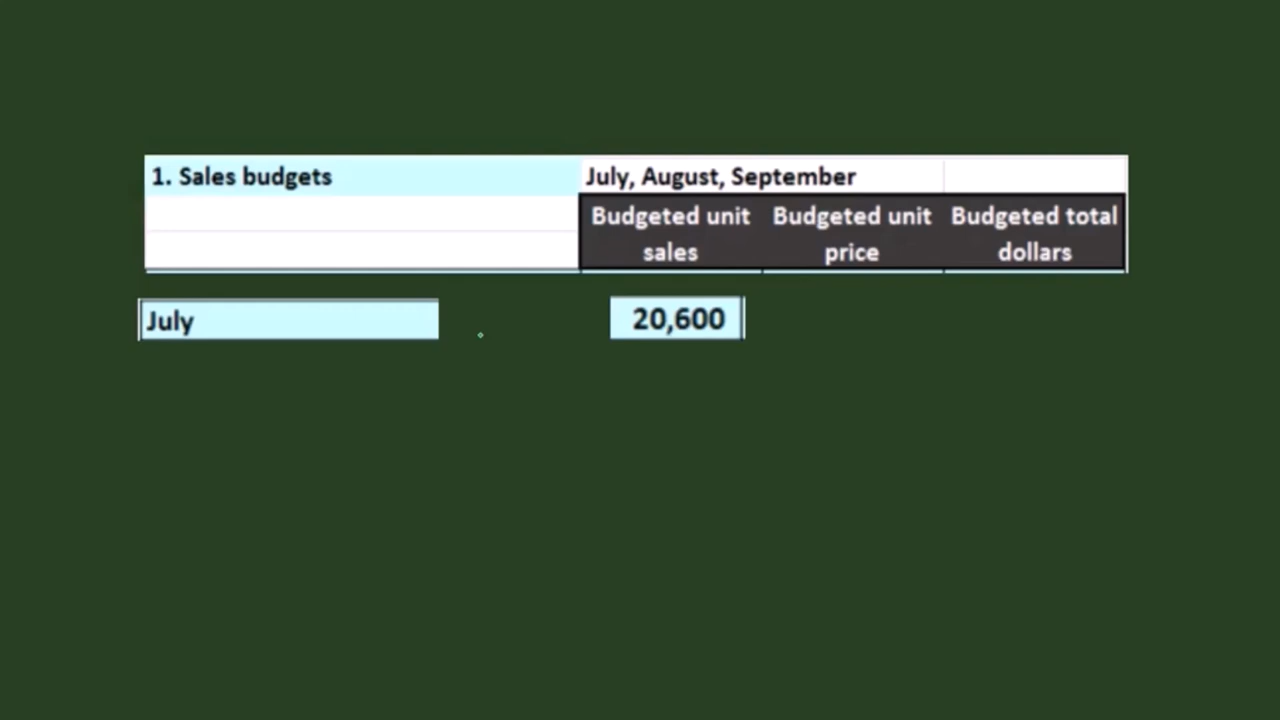 1. Sales budgets July, August, September
Budgeted unit sales Budgeted unit price Budgeted total dollars
July 20,600